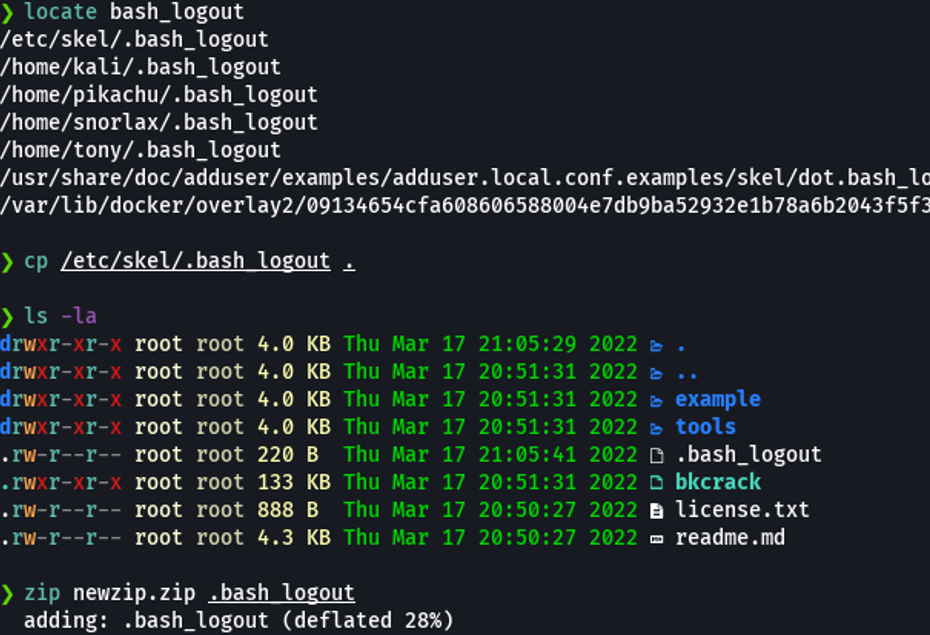 ❯ locate bash_logout
/etc/skel/.bash_logout
/home/kali/.bash_logout
/home/pikachu/.bash_logout
/home/snorlax/.bash_logout
/home/tony/.bash_logout
/usr/share/doc/adduser/examples/adduser.local.conf.examples/skel/dot.bash_lo
/var/lib/docker/overlay2/09134654cfa608606588004e7db9ba52932e1b78a6b2043f5f3
❯ cp /etc/skel/.bash_logout .
❯ ls -la
drwxr-xr-x root root 4.0 KB Thu Mar 17 21:05:29 2022 .
drwxr-xr-x root root 4.0 KB Thu Mar 17 20:51:31 2022 ..
drwxr-xr-x root root 4.0 KB Thu Mar 17 20:51:31 2022 example
drwxr-xr-x root root 4.0 KB Thu Mar 17 20:51:31 2022 tools
.rw-r--r-- root root 220 B Thu Mar 17 21:05:41 2022 .bash_logout
.rwxr-xr-x root root 133 KB Thu Mar 17 20:51:31 2022 bkcrack
.rw-r--r-- root root 888 B Thu Mar 17 20:50:27 2022 license.txt
.rw-r--r-- root root 4.3 KB Thu Mar 17 20:50:27 2022 readme.md
❯ zip newzip.zip .bash_logout
adding: .bash_logout (deflated 28%)